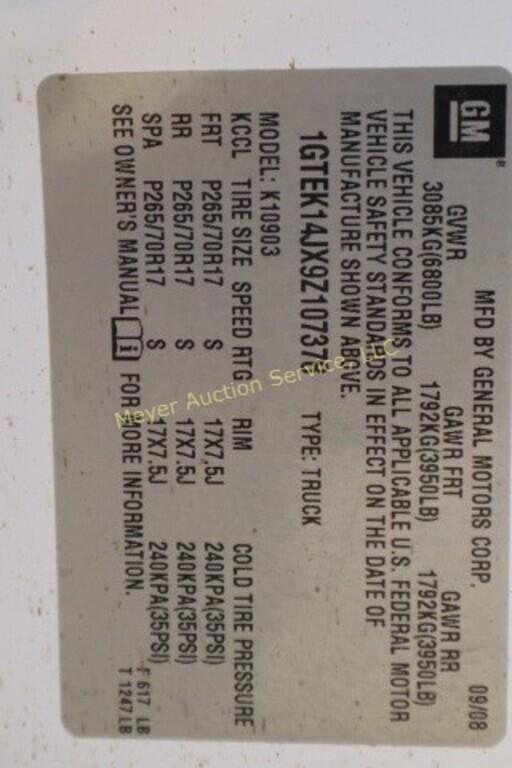 GM
MFD BY GENERAL MOTORS CORP. 09/08
GVWR GAWR FRT GAWR RR
3085KG(6800LB) 1792KG(3950LB) 1792KG(3950LB)
THIS VEHICLE CONFORMS TO ALL APPLICABLE U.S. FEDERAL MOTOR
VEHICLE SAFETY STANDARDS IN EFFECT ON THE DATE OF
MANUFACTURE SHOWN ABOVE.
TYPE: TRUCK
MODEL: K10903
KCCL TIRE SIZE SPEED RTG RIM COLD TIRE PRESSURE
FRT P265/70R17 S 17X7.5J 240KPA(35PSI)
RR P265/70R17 S 17X7.5J 240KPA(35PSI)
SPA P265/70R17 S 17X7.5J 240KPA(35PSI)
SEE OWNER'S MANUAL FOR MORE INFORMATION.
F 617 LB
T 1247 LB
Meyer Auction Service, LLC